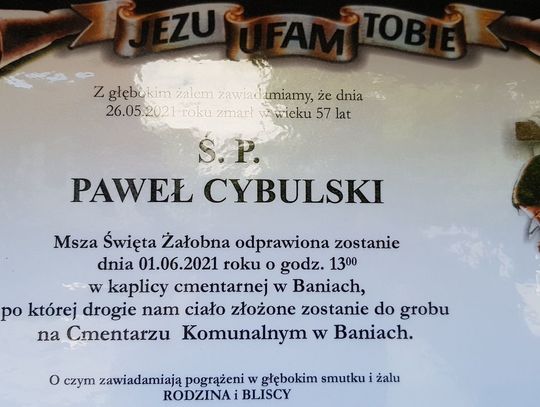 JEZU UFAM TOBIE
Z głębokim żalem zawiadamiamy, że dnia
26.05.2021 roku zmarł w wieku 57 lat
Ś. P.
PAWEŁ CYBULSKI
Msza Święta Żałobna odprawiona zostanie
dnia 01.06.2021 roku o godz. 13⁰⁰
w kaplicy cmentarnej w Baniach,
po której drogie nam ciało złożone zostanie do grobu
na Cmentarzu Komunalnym w Baniach.
O czym zawiadamiają pogrążeni w głębokim smutku i żalu
RODZINA i BLISCY